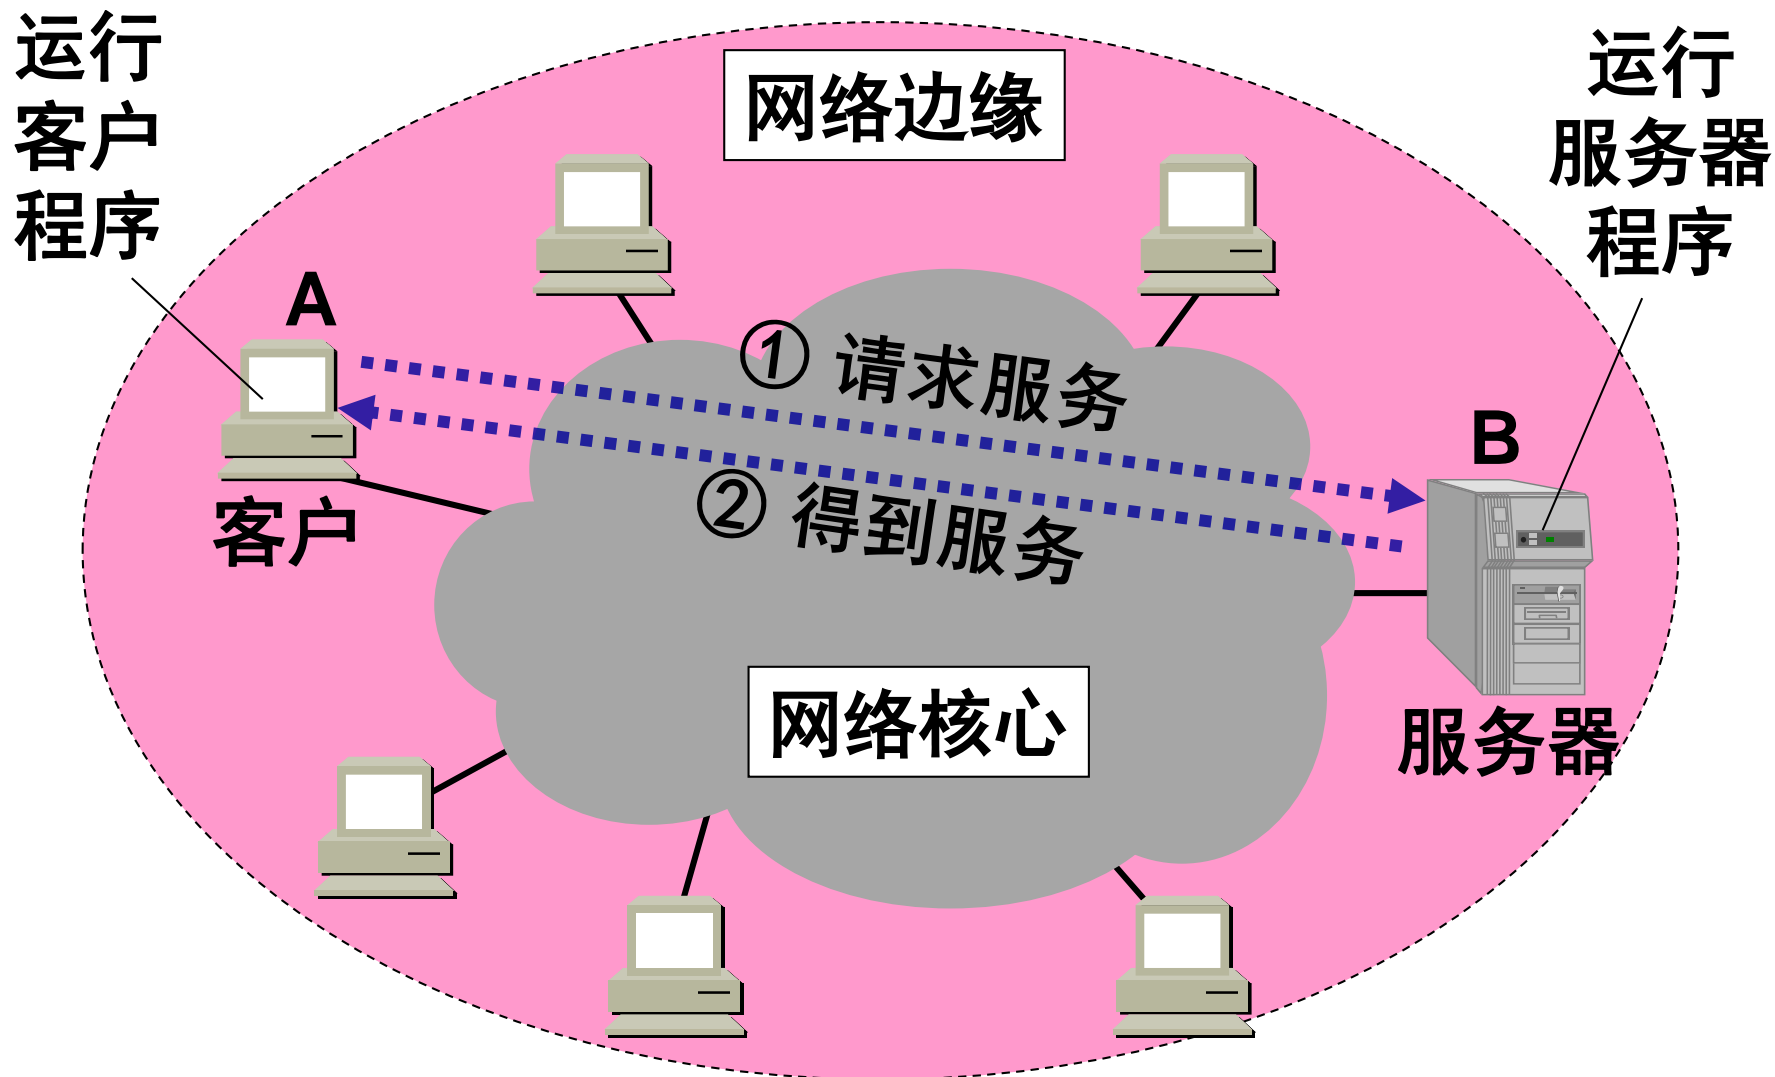 运行
客户
程序
网络边缘
运行
服务器
程序
A
① 请求服务
B
② 得到服务
客户
网络核心
服务器